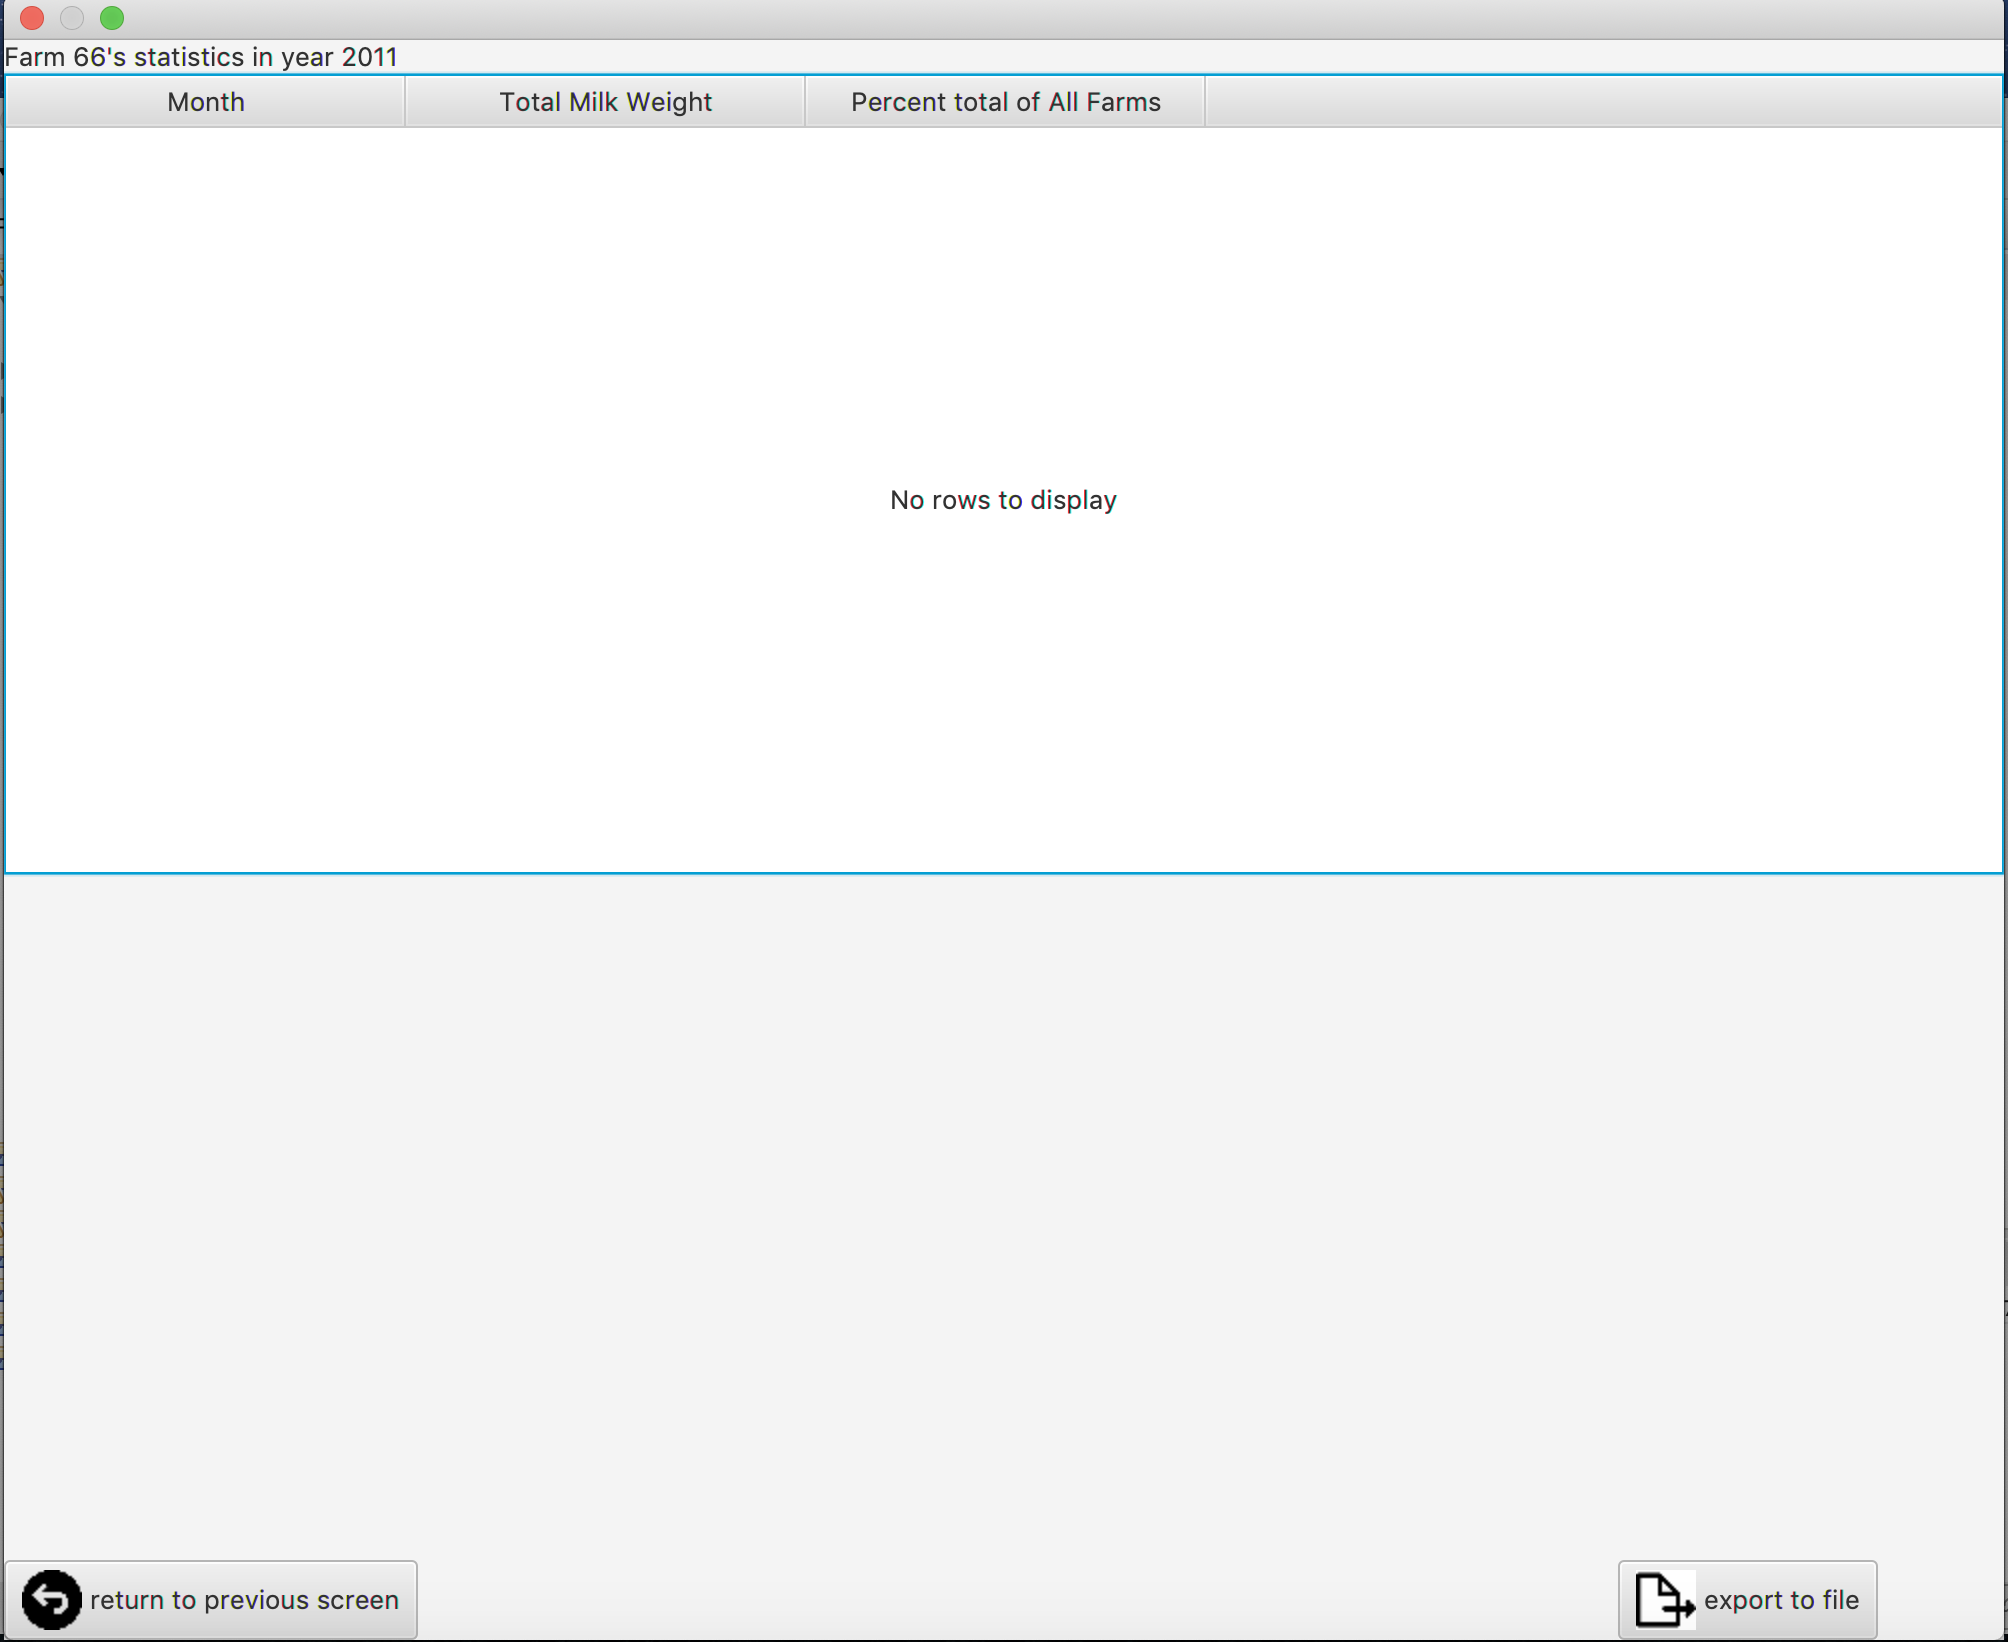 Farm 66's statistics in year 2011
Month Total Milk Weight Percent total of All Farms
No rows to display
return to previous screen export to file